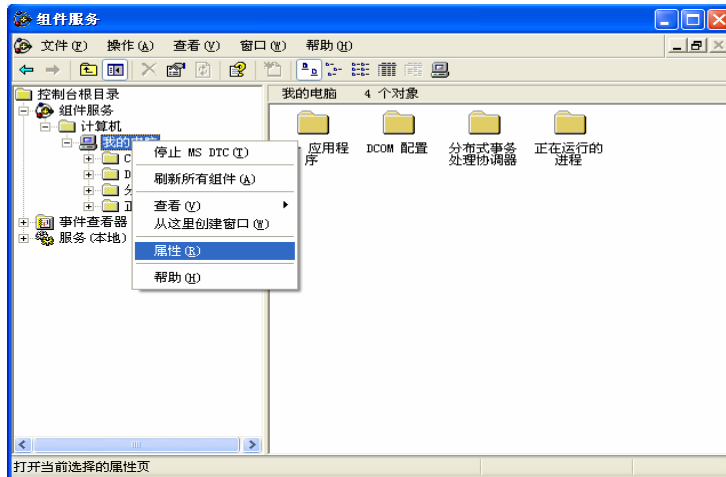 组件服务
文件(F) 操作(A) 查看(V) 窗口(W) 帮助(H)
控制台根目录
组件服务
计算机
我的电脑
事件查看器
服务(本地)
停止 MS DTC(T)
刷新所有组件(A)
查看(V)
从这里创建窗口(W)
属性(R)
帮助(H)
我的电脑 4 个对象
应用程
序
DCOM 配置
分布式事务
处理协调器
正在运行的
进程
打开当前选择的属性页